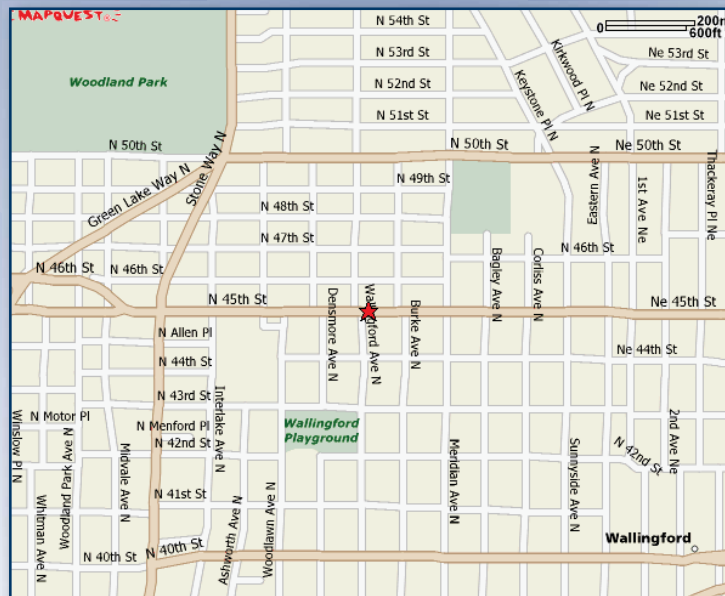 MAPQUEST
N 54th St
0 200m
600ft
N 53rd St
Kirkwood Pl N
Ne 53rd St
Woodland Park
N 52nd St
Keystone Pl N
Ne 52nd St
N 51st St
Ne 51st St
N 50th St
N 50th St
Ne 50th St
Green Lake Way N
Stone Way N
N 49th St
Eastern Ave N
1st Ave Ne
Thackeray Pl Ne
N 48th St
N 47th St
N 46th St
N 46th St
N 46th St
Bagley Ave N
Corliss Ave N
N 45th St
Densmore Ave N
Wallingford Ave N
Burke Ave N
Ne 45th St
N Allen Pl
N 44th St
Ne 44th St
N 43rd St
Interlake Ave N
N Motor Pl
Winslow Pl N
Woodland Park Ave N
Midvale Ave N
N Menford Pl
Wallingford
Playground
N 42nd St
Meridian Ave N
Sunnyside Ave N
N 42nd St
2nd Ave Ne
N 41st St
Whitman Ave N
Ashworth Ave N
Woodlawn Ave N
N 40th St
N 40th St
Wallingford